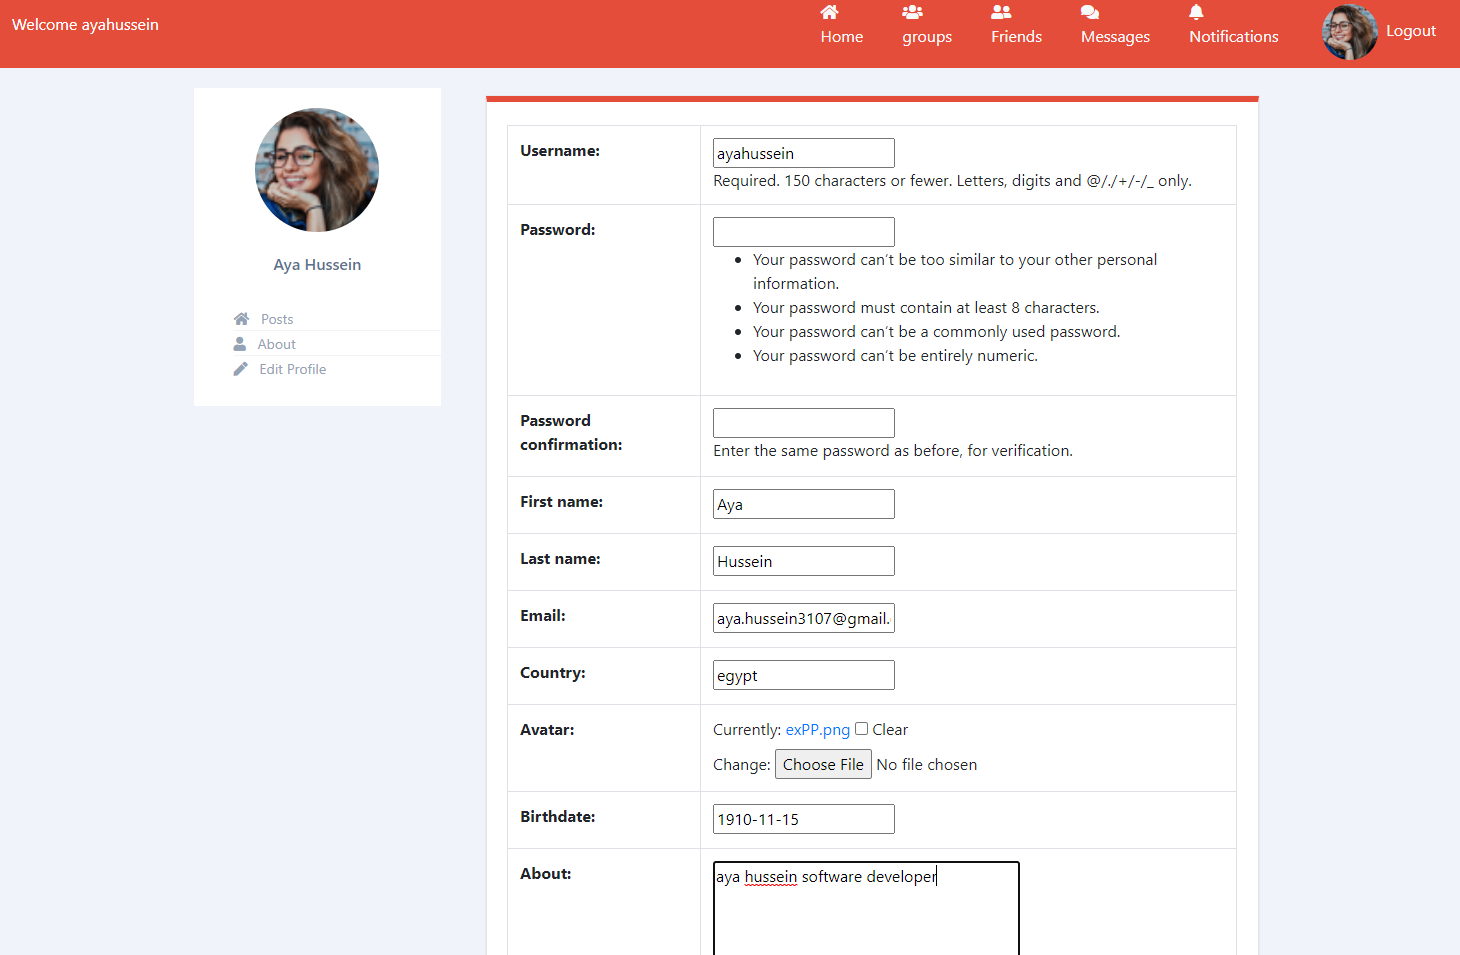 Welcome ayahussein
Home
groups
Friends
Messages
Notifications
Logout
Aya Hussein
Posts
About
Edit Profile
Username:
ayahussein
Required. 150 characters or fewer. Letters, digits and @/./+/-/_ only.
Password:
Your password can't be too similar to your other personal
information.
Your password must contain at least 8 characters.
Your password can't be a commonly used password.
Your password can't be entirely numeric.
Password
confirmation:
Enter the same password as before, for verification.
First name:
Aya
Last name:
Hussein
Email:
aya.hussein3107@gmail.
Country:
egypt
Avatar:
Currently: exPP.png Clear
Change: Choose File No file chosen
Birthdate:
1910-11-15
About:
aya hussein software developer